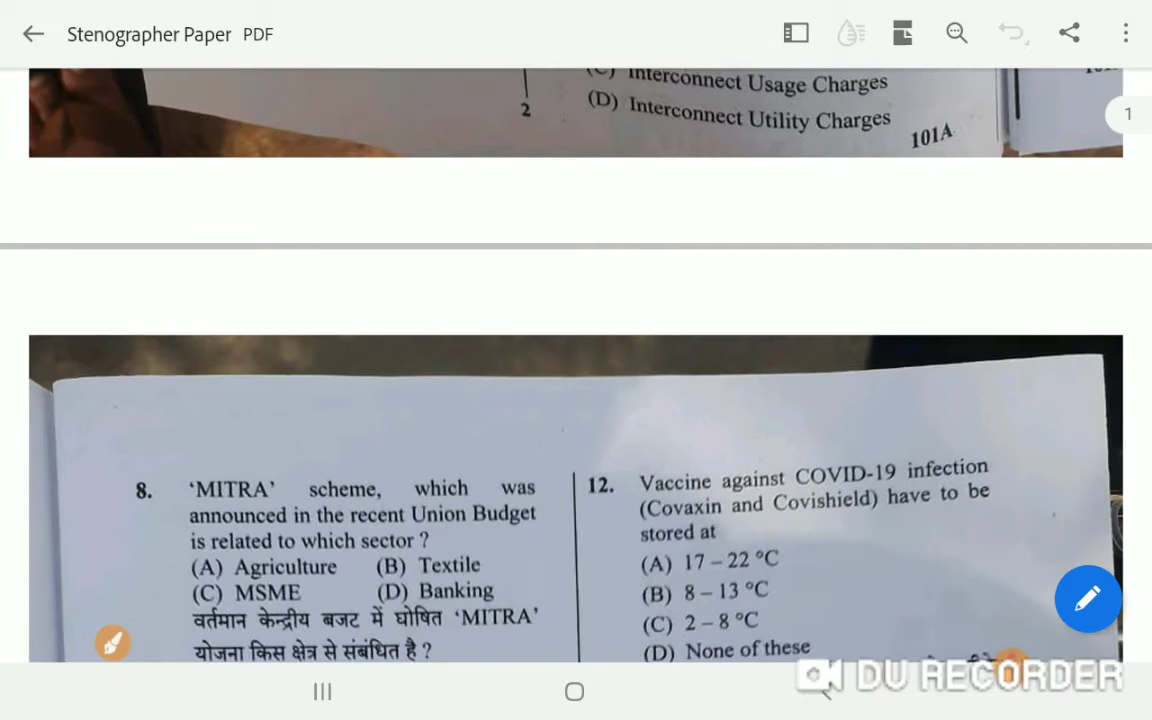 Stenographer Paper PDF
(C) Interconnect Usage Charges
(D) Interconnect Utility Charges
2
101A
1
8. 'MITRA' scheme, which was
announced in the recent Union Budget
is related to which sector ?
(A) Agriculture (B) Textile
(C) MSME (D) Banking
वर्तमान केन्द्रीय बजट में घोषित 'MITRA'
योजना किस क्षेत्र से संबंधित है ?
12. Vaccine against COVID-19 infection
(Covaxin and Covishield) have to be
stored at
(A) 17 – 22 °C
(B) 8 – 13 °C
(C) 2 – 8 °C
(D) None of these
DU RECORDER